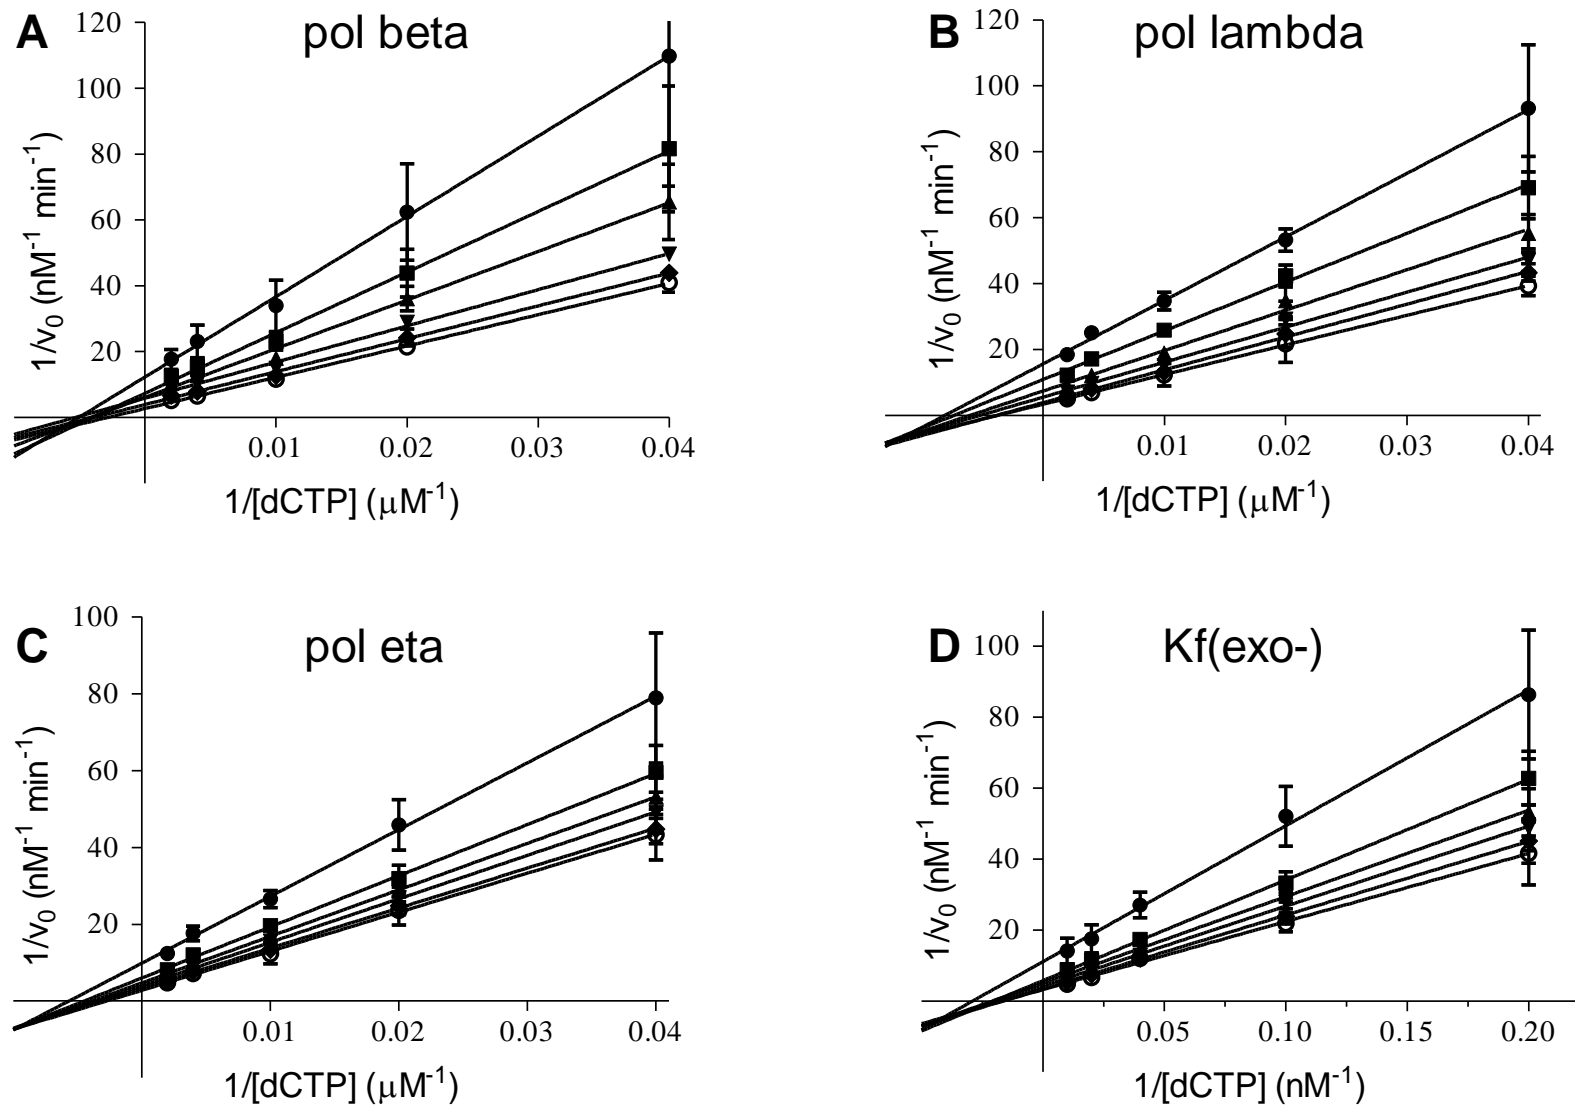 A pol beta
120
100
80
60
40
20
1/v0 (nM-1 min-1)
0.01 0.02 0.03 0.04
1/[dCTP] (μM-1)
B pol lambda
120
100
80
60
40
20
1/v0 (nM-1 min-1)
0.01 0.02 0.03 0.04
1/[dCTP] (μM-1)
C pol eta
100
80
60
40
20
1/v0 (nM-1 min-1)
0.01 0.02 0.03 0.04
1/[dCTP] (μM-1)
D Kf(exo-)
100
80
60
40
20
1/v0 (nM-1 min-1)
0.05 0.10 0.15 0.20
1/[dCTP] (nM-1)